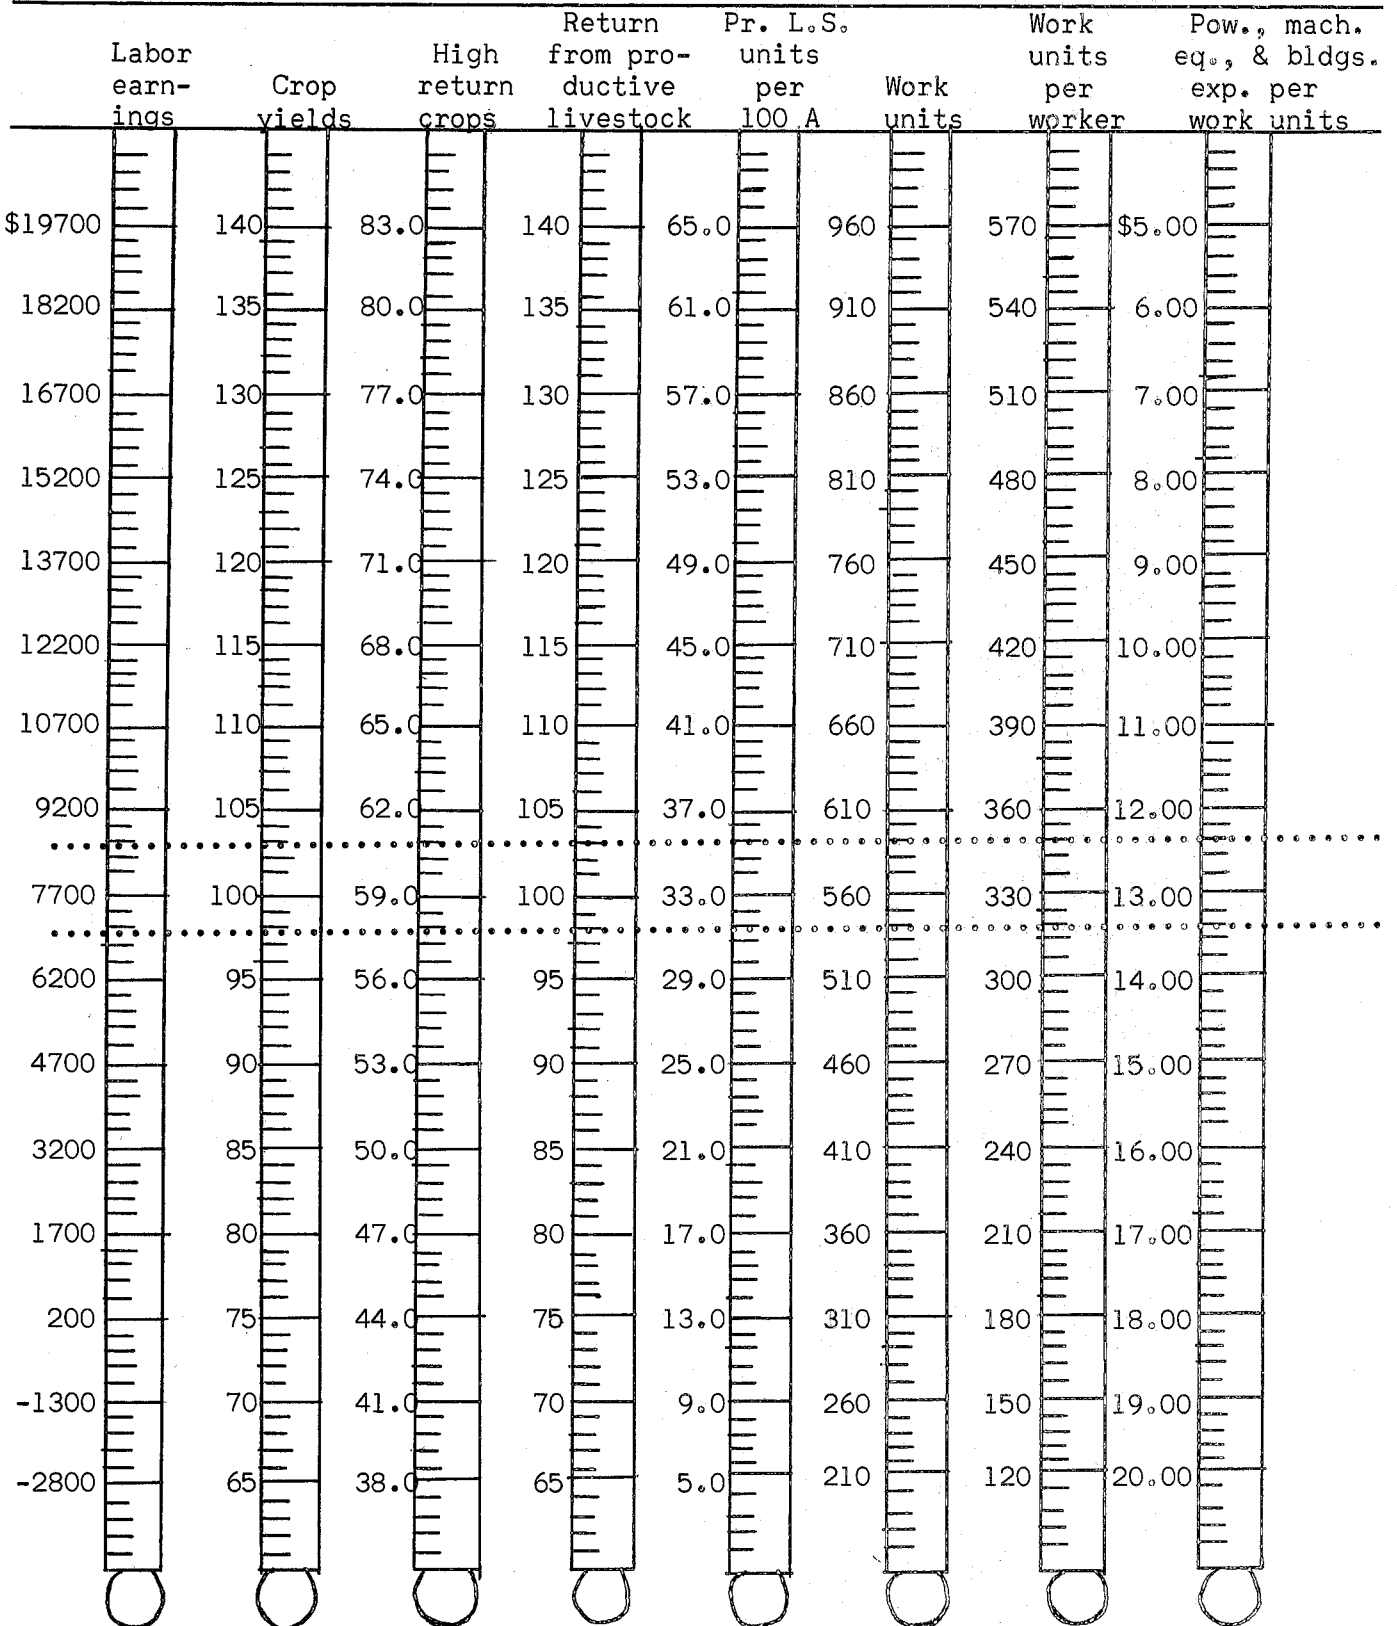 Return Pr. L.S. Work Pow., mach.
Labor High from pro- units units eq., & bldgs.
earn- Crop return ductive per Work per exp. per
ings yields crops livestock 100 A units worker work units
$19700 140 83.0 140 65.0 960 570 $5.00
18200 135 80.0 135 61.0 910 540 6.00
16700 130 77.0 130 57.0 860 510 7.00
15200 125 74.0 125 53.0 810 480 8.00
13700 120 71.0 120 49.0 760 450 9.00
12200 115 68.0 115 45.0 710 420 10.00
10700 110 65.0 110 41.0 660 390 11.00
9200 105 62.0 105 37.0 610 360 12.00
7700 100 59.0 100 33.0 560 330 13.00
6200 95 56.0 95 29.0 510 300 14.00
4700 90 53.0 90 25.0 460 270 15.00
3200 85 50.0 85 21.0 410 240 16.00
1700 80 47.0 80 17.0 360 210 17.00
200 75 44.0 75 13.0 310 180 18.00
-1300 70 41.0 70 9.0 260 150 19.00
-2800 65 38.0 65 5.0 210 120 20.00